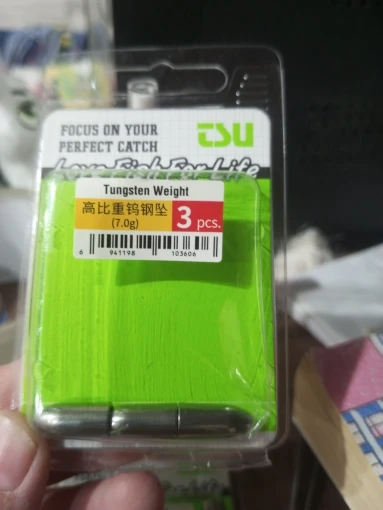 FOCUS ON YOUR
PERFECT CATCH
TSU
Love Fish For Life
Tungsten Weight
高比重钨钢坠
(7.0g)
3 pcs.
6 941198 103606